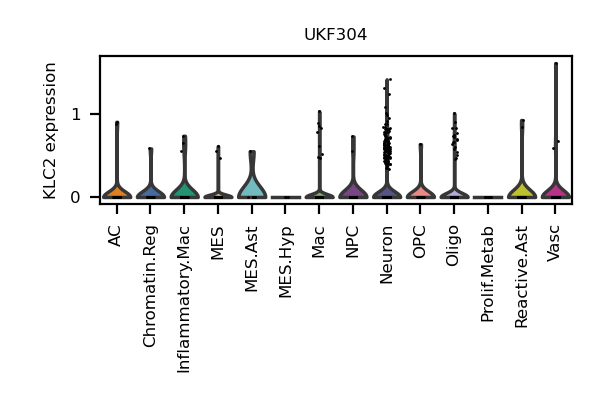 UKF304
KLC2 expression
1
0
AC
Chromatin.Reg
Inflammatory.Mac
MES
MES.Ast
MES.Hyp
Mac
NPC
Neuron
OPC
Oligo
Prolif.Metab
Reactive.Ast
Vasc